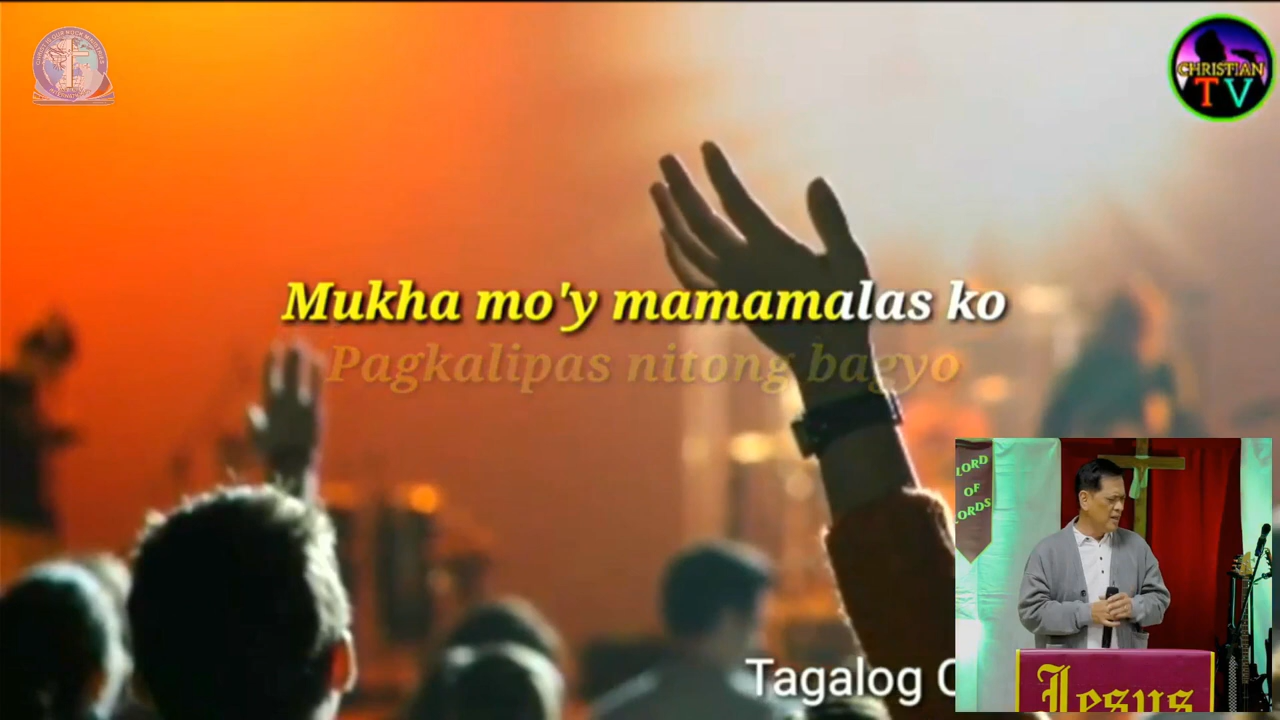 CHRISTIAN
TV
Mukha mo'y mamamalas ko
Pagkalipas nitong bagyo
LORD
OF
LORDS
Tagalog
Jesus